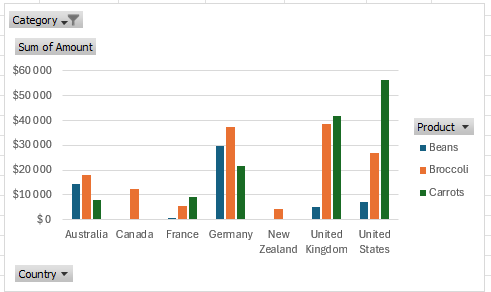 Category
Sum of Amount
$60 000
$50 000
$40 000
$30 000
$20 000
$10 000
$ 0
Australia Canada France Germany New Zealand United Kingdom United States
Product
Beans
Broccoli
Carrots
Country